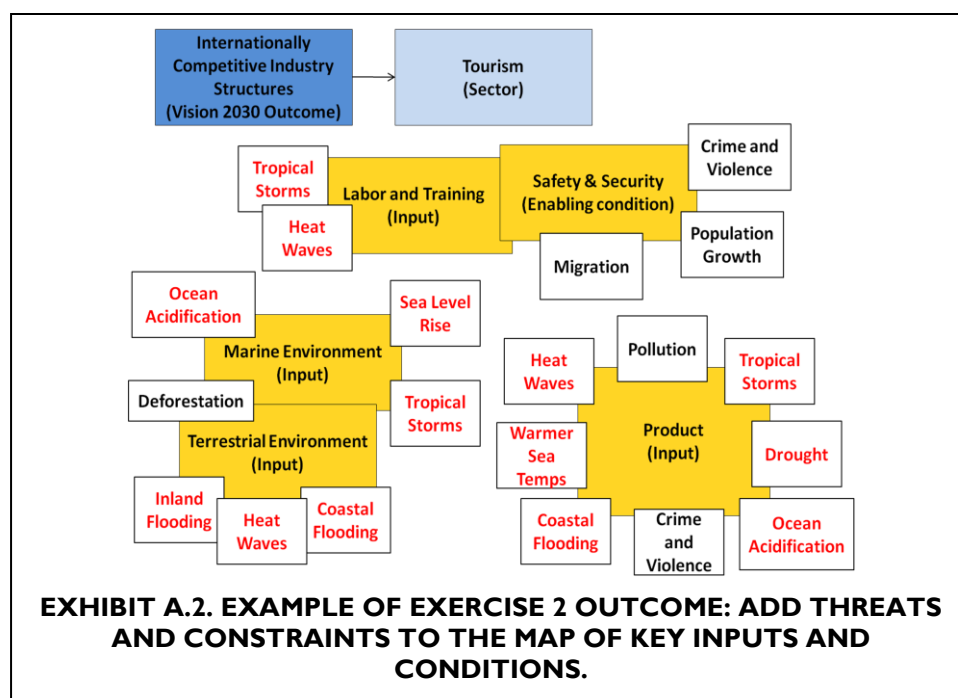 Internationally
Competitive Industry
Structures
(Vision 2030 Outcome)
Tourism
(Sector)
Crime and
Violence
Tropical
Storms
Labor and Training
(Input)
Safety & Security
(Enabling condition)
Heat
Waves
Population
Growth
Migration
Ocean
Acidification
Sea Level
Rise
Marine Environment
(Input)
Deforestation
Tropical
Storms
Terrestrial Environment
(Input)
Inland
Flooding
Heat
Waves
Coastal
Flooding
Pollution
Heat
Waves
Tropical
Storms
Warmer
Sea
Temps
Product
(Input)
Drought
Coastal
Flooding
Crime
and
Violence
Ocean
Acidification
EXHIBIT A.2. EXAMPLE OF EXERCISE 2 OUTCOME: ADD THREATS
AND CONSTRAINTS TO THE MAP OF KEY INPUTS AND
CONDITIONS.